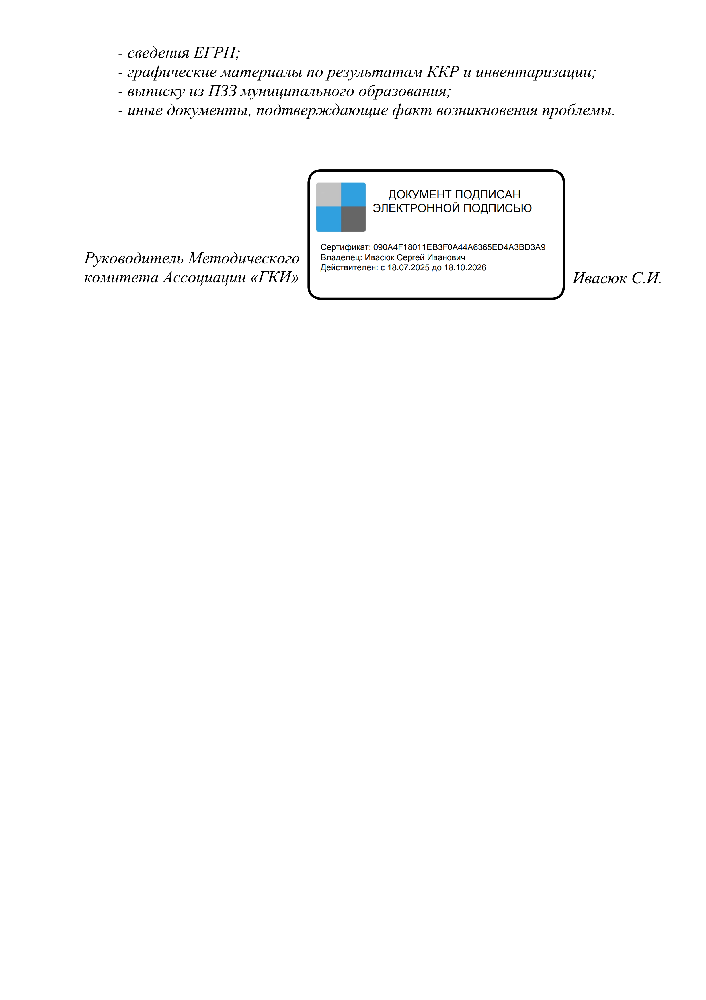 - сведения ЕГРН;
- графические материалы по результатам ККР и инвентаризации;
- выписку из ПЗЗ муниципального образования;
- иные документы, подтверждающие факт возникновения проблемы.
ДОКУМЕНТ ПОДПИСАН
ЭЛЕКТРОННОЙ ПОДПИСЬЮ
Сертификат: 090A4F18011EB3F0A44A6365ED4A3BD3A9
Владелец: Ивасюк Сергей Иванович
Действителен: с 18.07.2025 до 18.10.2026
Руководитель Методического
комитета Ассоциации «ГКИ»
Ивасюк С.И.